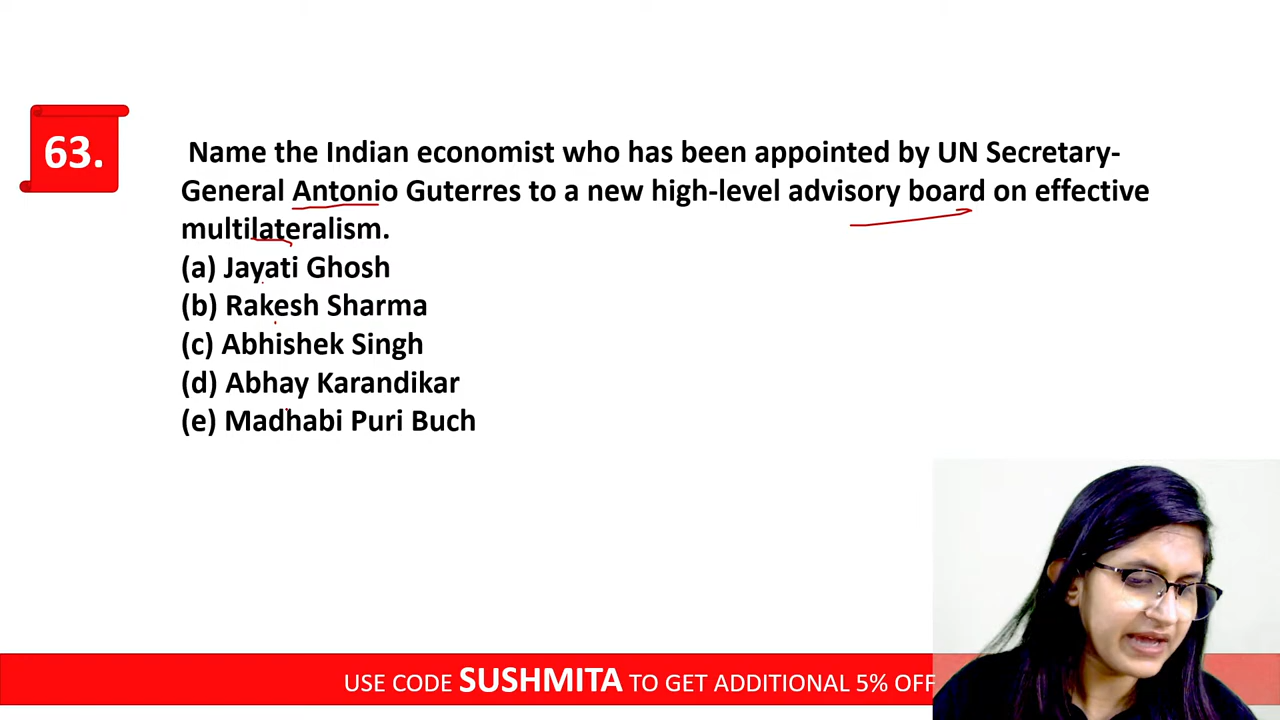 63.
Name the Indian economist who has been appointed by UN Secretary-
General Antonio Guterres to a new high-level advisory board on effective
multilateralism.
(a) Jayati Ghosh
(b) Rakesh Sharma
(c) Abhishek Singh
(d) Abhay Karandikar
(e) Madhabi Puri Buch
USE CODE SUSHMITA TO GET ADDITIONAL 5% OFF